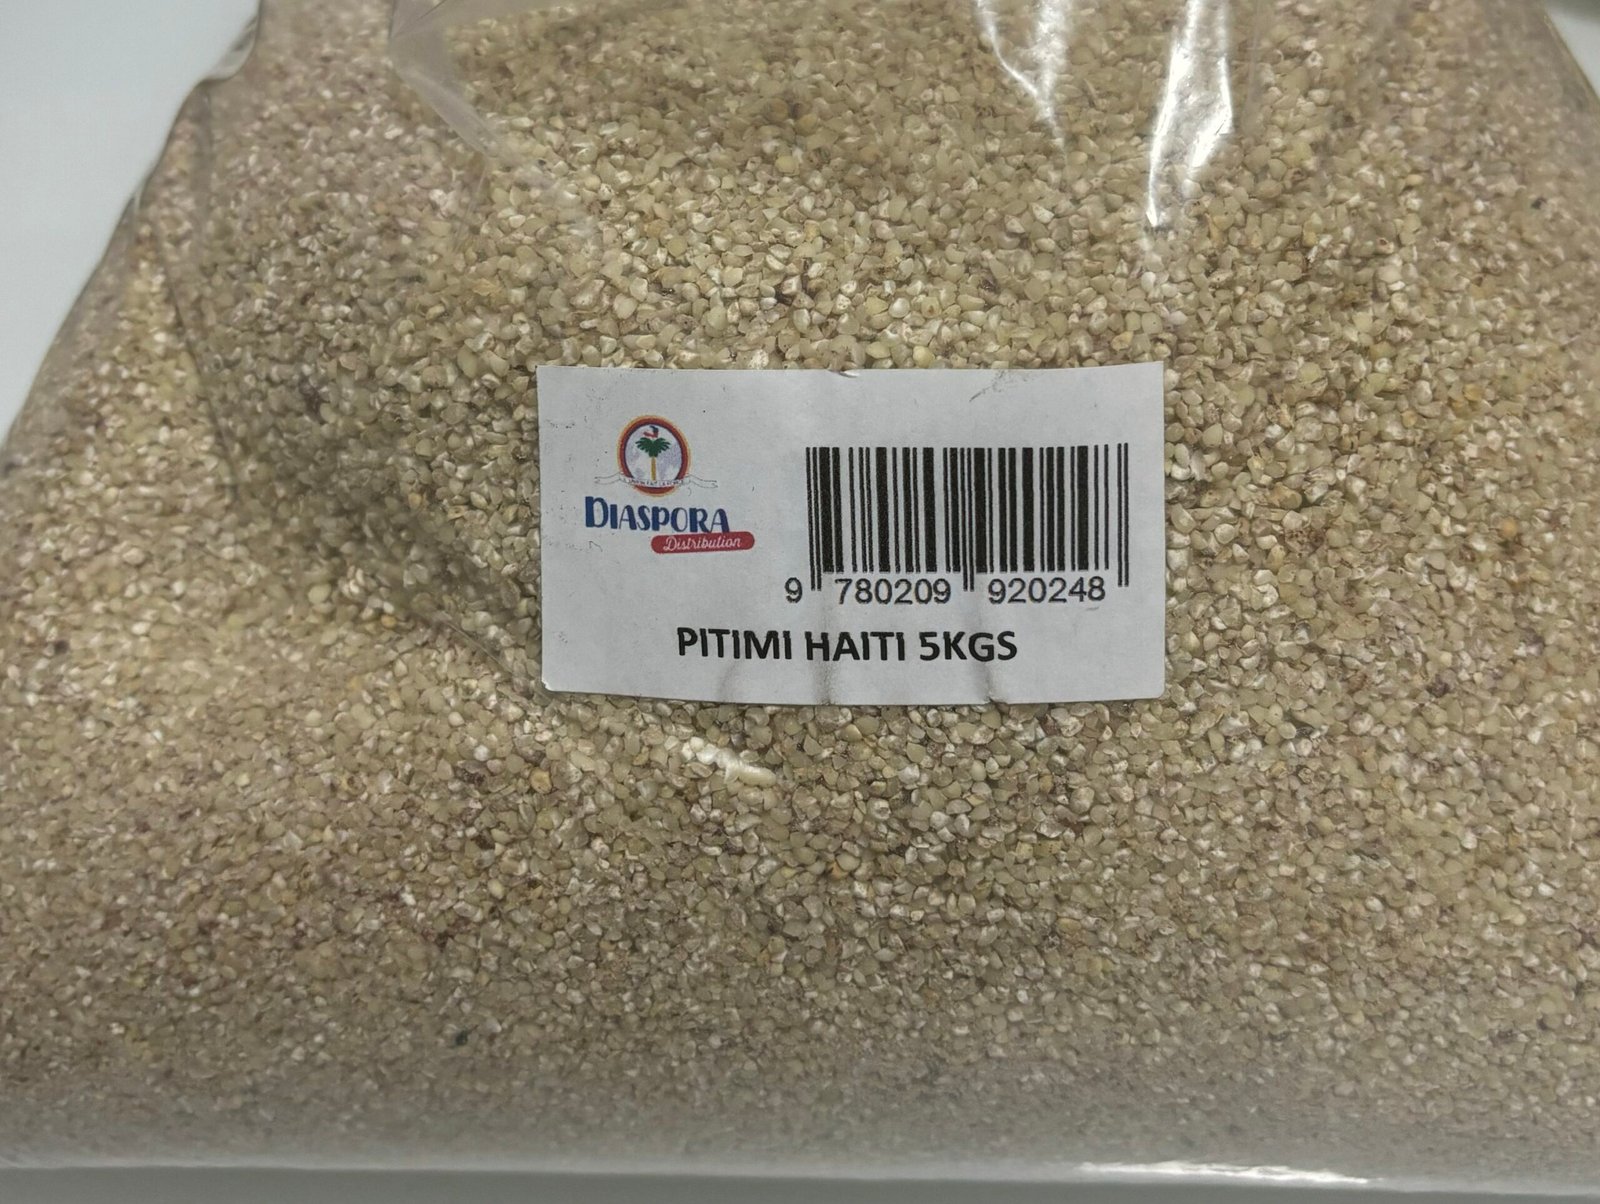 DIASPORA
Distribution
9 780209 920248
PITIMI HAITI 5KGS